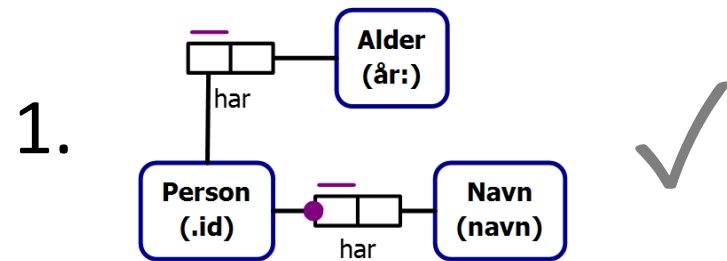 1.
Alder
(år:)
har
Person
(.id)
Navn
(navn)
har